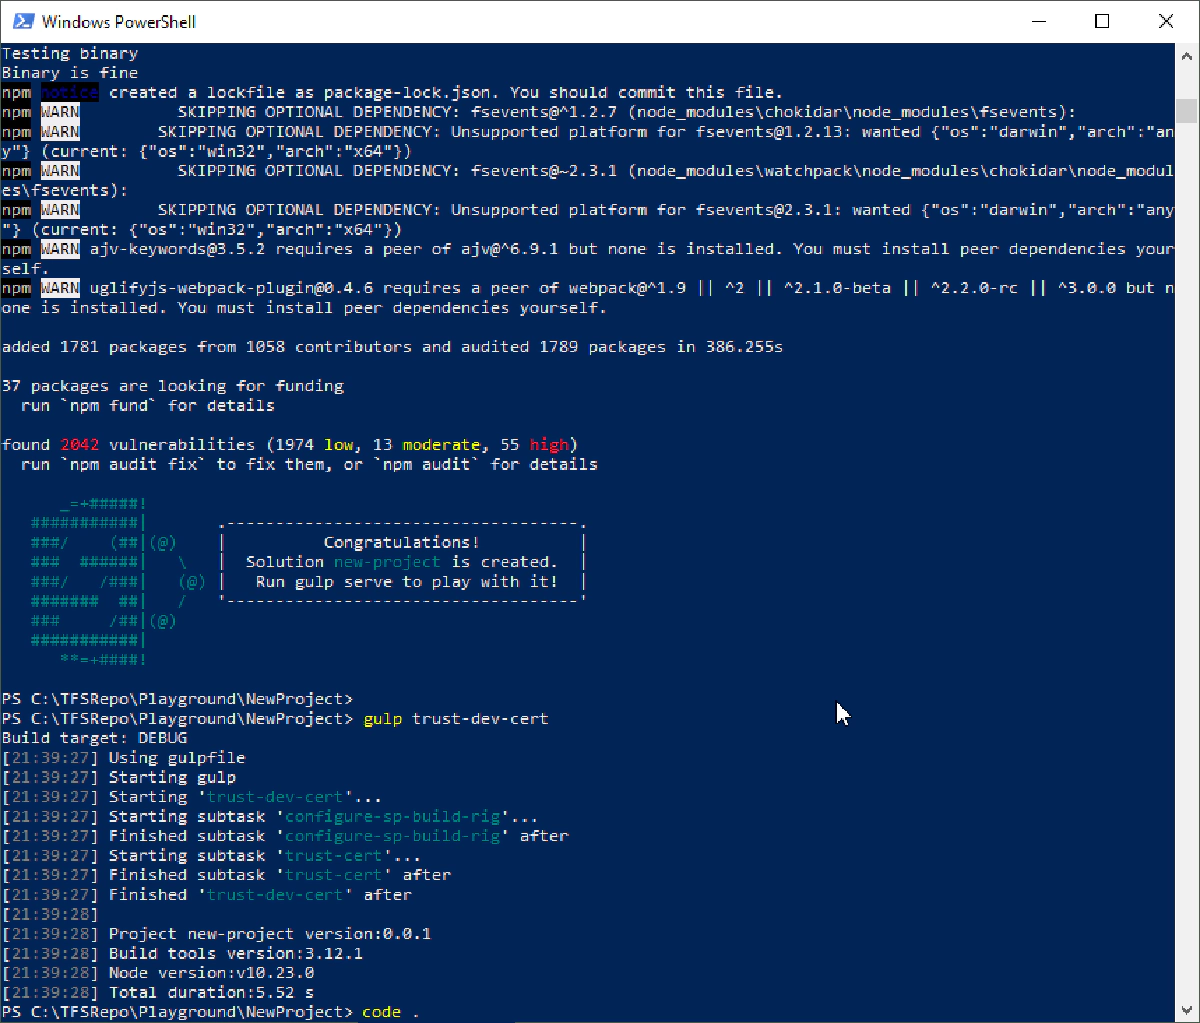 Windows PowerShell
Testing binary
Binary is fine
npm notice created a lockfile as package-lock.json. You should commit this file.
npm WARN          SKIPPING OPTIONAL DEPENDENCY: fsevents@^1.2.7 (node_modules\chokidar\node_modules\fsevents):
npm WARN        SKIPPING OPTIONAL DEPENDENCY: Unsupported platform for fsevents@1.2.13: wanted {"os":"darwin","arch":"an
y"} (current: {"os":"win32","arch":"x64"})
npm WARN          SKIPPING OPTIONAL DEPENDENCY: fsevents@~2.3.1 (node_modules\watchpack\node_modules\chokidar\node_modul
es\fsevents):
npm WARN        SKIPPING OPTIONAL DEPENDENCY: Unsupported platform for fsevents@2.3.1: wanted {"os":"darwin","arch":"any
"} (current: {"os":"win32","arch":"x64"})
npm WARN ajv-keywords@3.5.2 requires a peer of ajv@^6.9.1 but none is installed. You must install peer dependencies your
self.
npm WARN uglifyjs-webpack-plugin@0.4.6 requires a peer of webpack@^1.9 || ^2 || ^2.1.0-beta || ^2.2.0-rc || ^3.0.0 but n
one is installed. You must install peer dependencies yourself.
added 1781 packages from 1058 contributors and audited 1789 packages in 386.255s
37 packages are looking for funding
  run `npm fund` for details
found 2042 vulnerabilities (1974 low, 13 moderate, 55 high)
  run `npm audit fix` to fix them, or `npm audit` for details
      _=+#####!
   ###########|       .------------------------------------.
   ###/    (##|(@)    |          Congratulations!          |
   ###  ######|   \   |  Solution new-project is created.  |
   ###/   /###|   (@) |   Run gulp serve to play with it!  |
   #######  ##|   /   '------------------------------------'
   ###     /##|(@)
   ###########|
      **=+####!
PS C:\TFSRepo\Playground\NewProject>
PS C:\TFSRepo\Playground\NewProject> gulp trust-dev-cert
Build target: DEBUG
[21:39:27] Using gulpfile
[21:39:27] Starting gulp
[21:39:27] Starting 'trust-dev-cert'...
[21:39:27] Starting subtask 'configure-sp-build-rig'...
[21:39:27] Finished subtask 'configure-sp-build-rig' after
[21:39:27] Starting subtask 'trust-cert'...
[21:39:27] Finished subtask 'trust-cert' after
[21:39:27] Finished 'trust-dev-cert' after
[21:39:28]
[21:39:28] Project new-project version:0.0.1
[21:39:28] Build tools version:3.12.1
[21:39:28] Node version:v10.23.0
[21:39:28] Total duration:5.52 s
PS C:\TFSRepo\Playground\NewProject> code .